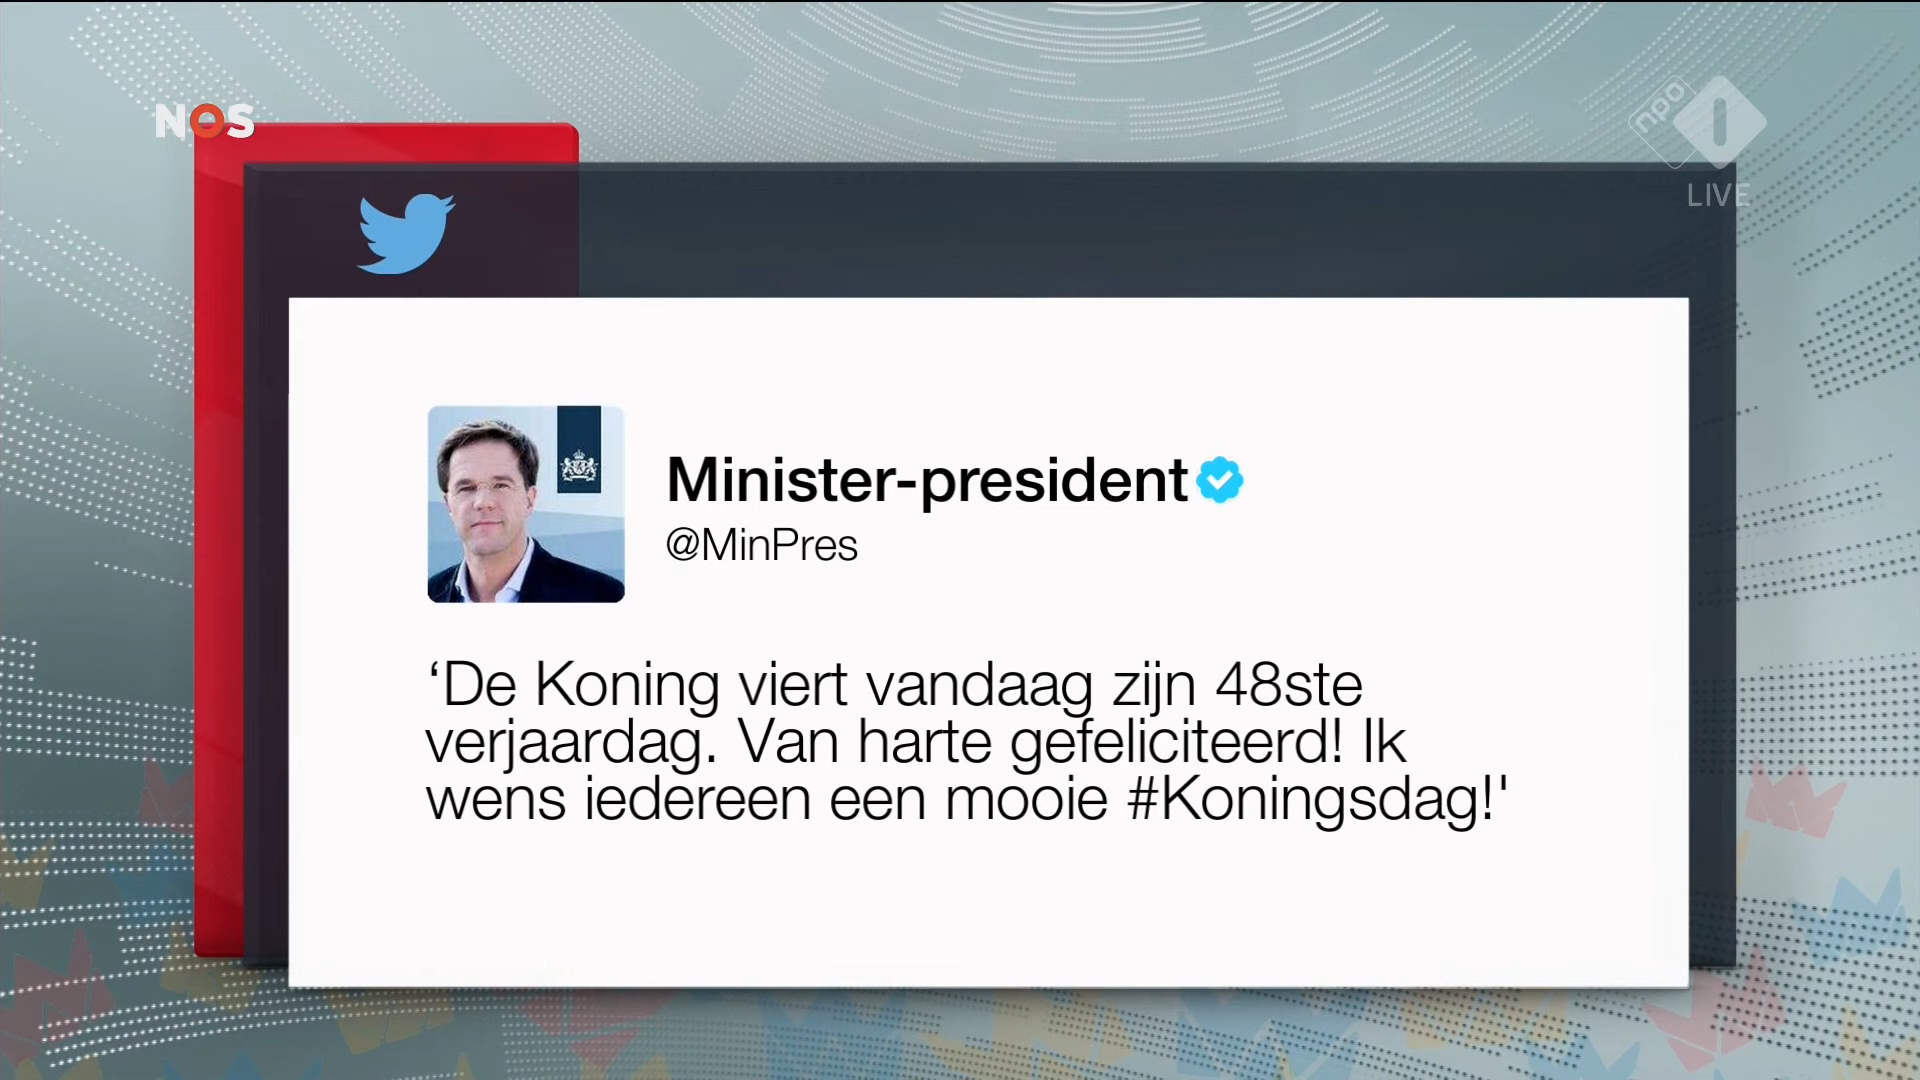 NOS
npo
1
LIVE
Minister-president
@MinPres
‘De Koning viert vandaag zijn 48ste
verjaardag. Van harte gefeliciteerd! Ik
wens iedereen een mooie #Koningsdag!'